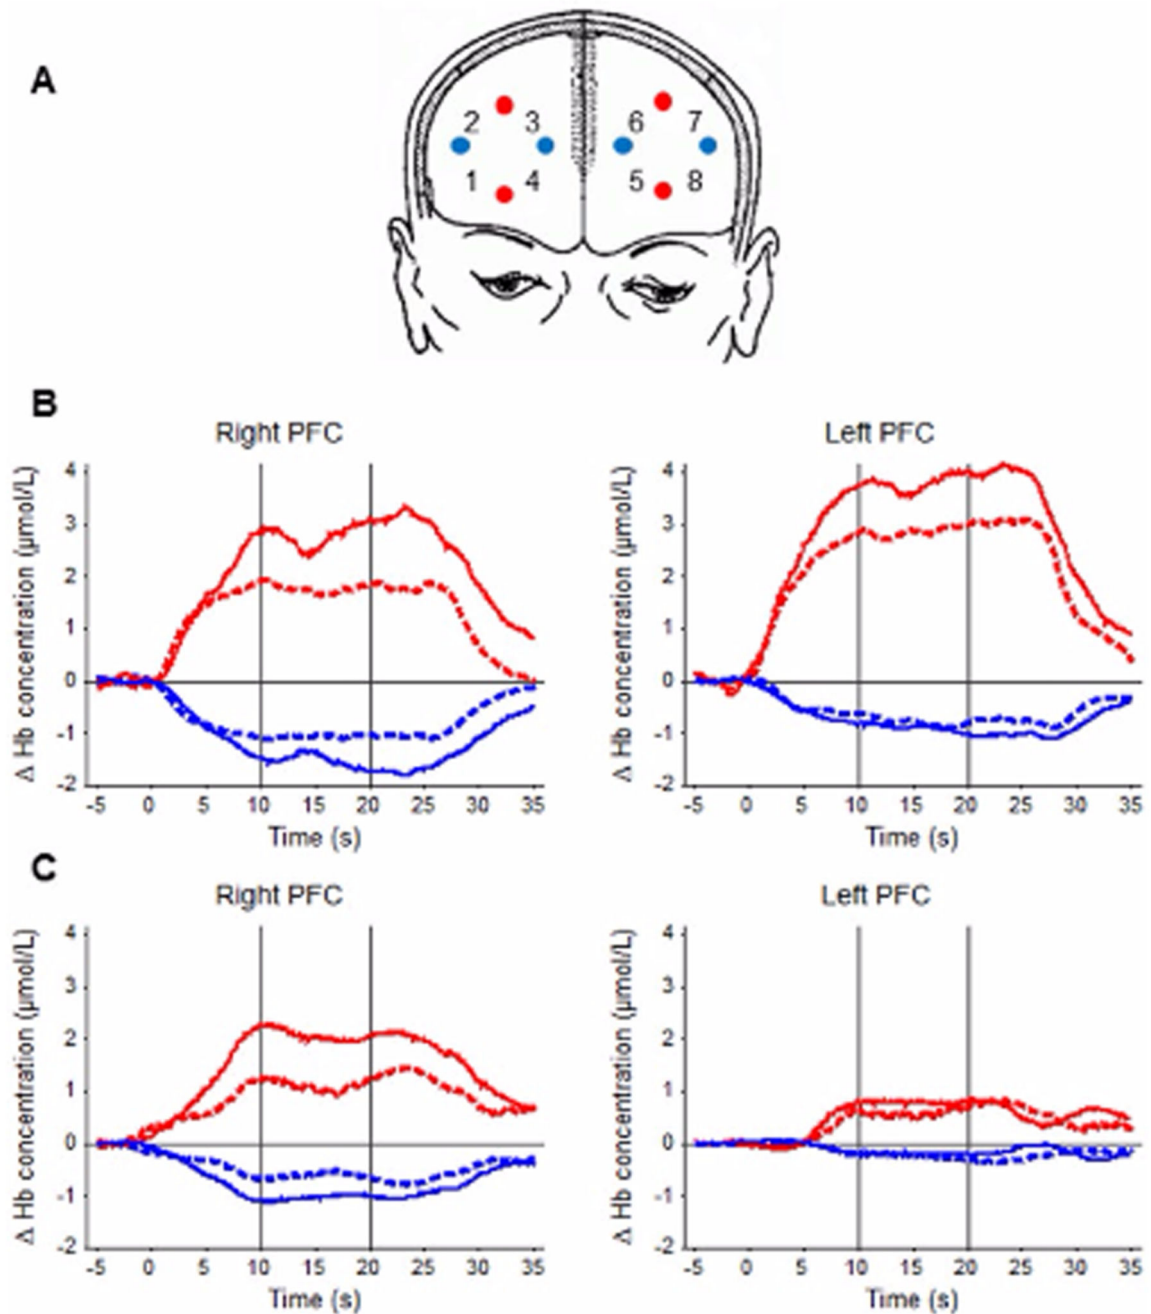 A
2 3 6 7
1 4 5 8
B
Right PFC
Δ Hb concentration (µmol/L)
4
3
2
1
0
-1
-2
-5 0 5 10 15 20 25 30 35
Time (s)
Left PFC
Δ Hb concentration (µmol/L)
4
3
2
1
0
-1
-2
-5 0 5 10 15 20 25 30 35
Time (s)
C
Right PFC
Δ Hb concentration (µmol/L)
4
3
2
1
0
-1
-2
-5 0 5 10 15 20 25 30 35
Time (s)
Left PFC
Δ Hb concentration (µmol/L)
4
3
2
1
0
-1
-2
-5 0 5 10 15 20 25 30 35
Time (s)